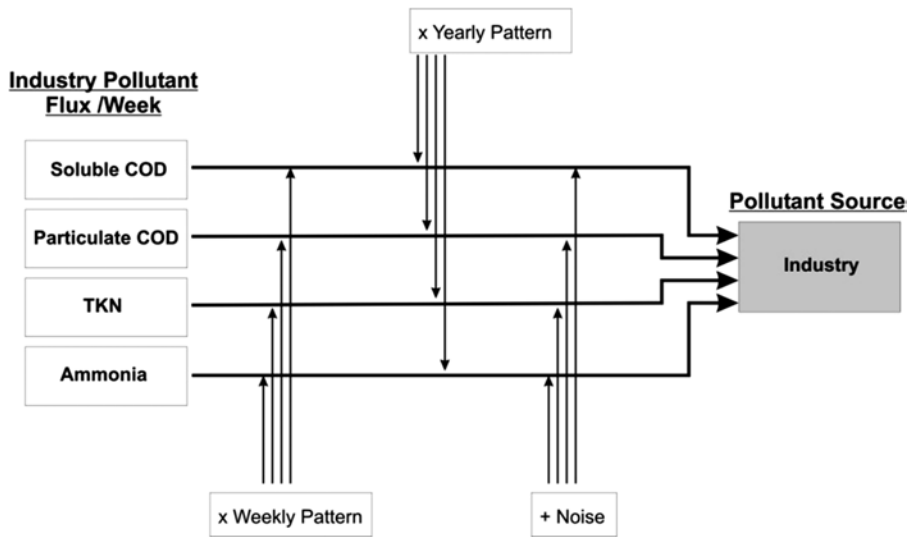 x Yearly Pattern
Industry Pollutant
Flux /Week
Soluble COD
Pollutant Source
Particulate COD
Industry
TKN
Ammonia
x Weekly Pattern
+ Noise